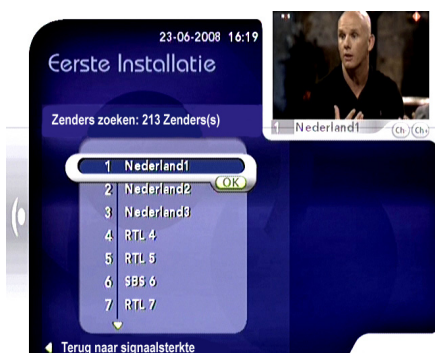 23-06-2008 16:19
Eerste Installatie
Zenders zoeken: 213 Zenders(s)
1 Nederland1
Ch- Ch+
1 Nederland1
OK
2 Nederland2
3 Nederland3
4 RTL 4
5 RTL 5
6 SBS 6
7 RTL 7
Terug naar signaalsterkte